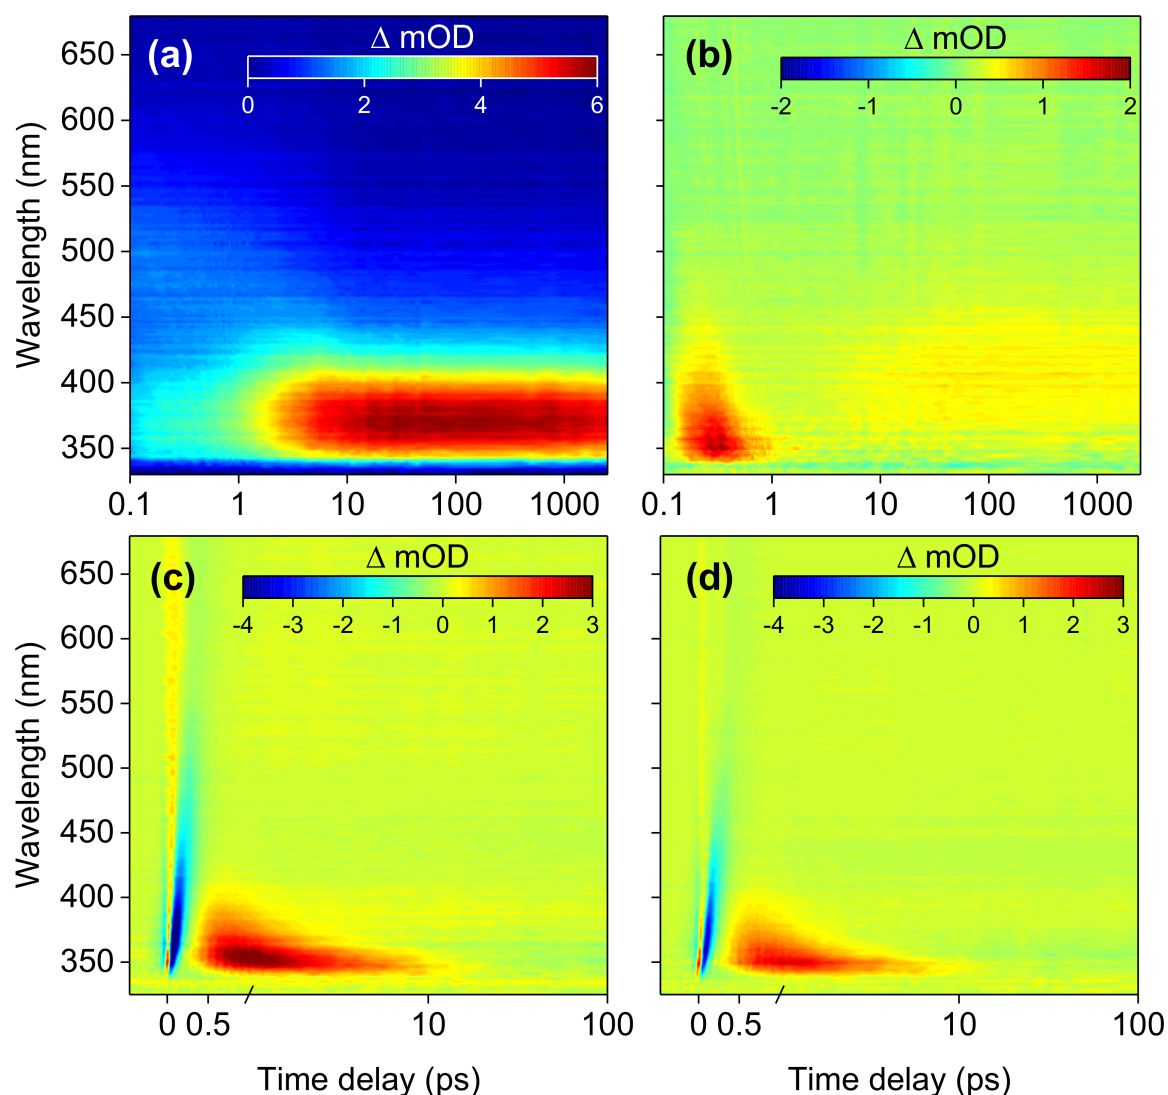 (a)
Δ mOD
0 2 4 6
650
600
550
500
450
400
350
Wavelength (nm)
0.1 1 10 100 1000
(b)
Δ mOD
-2 -1 0 1 2
0.1 1 10 100 1000
(c)
Δ mOD
-4 -3 -2 -1 0 1 2 3
650
600
550
500
450
400
350
Wavelength (nm)
0 0.5 10 100
Time delay (ps)
(d)
Δ mOD
-4 -3 -2 -1 0 1 2 3
0 0.5 10 100
Time delay (ps)